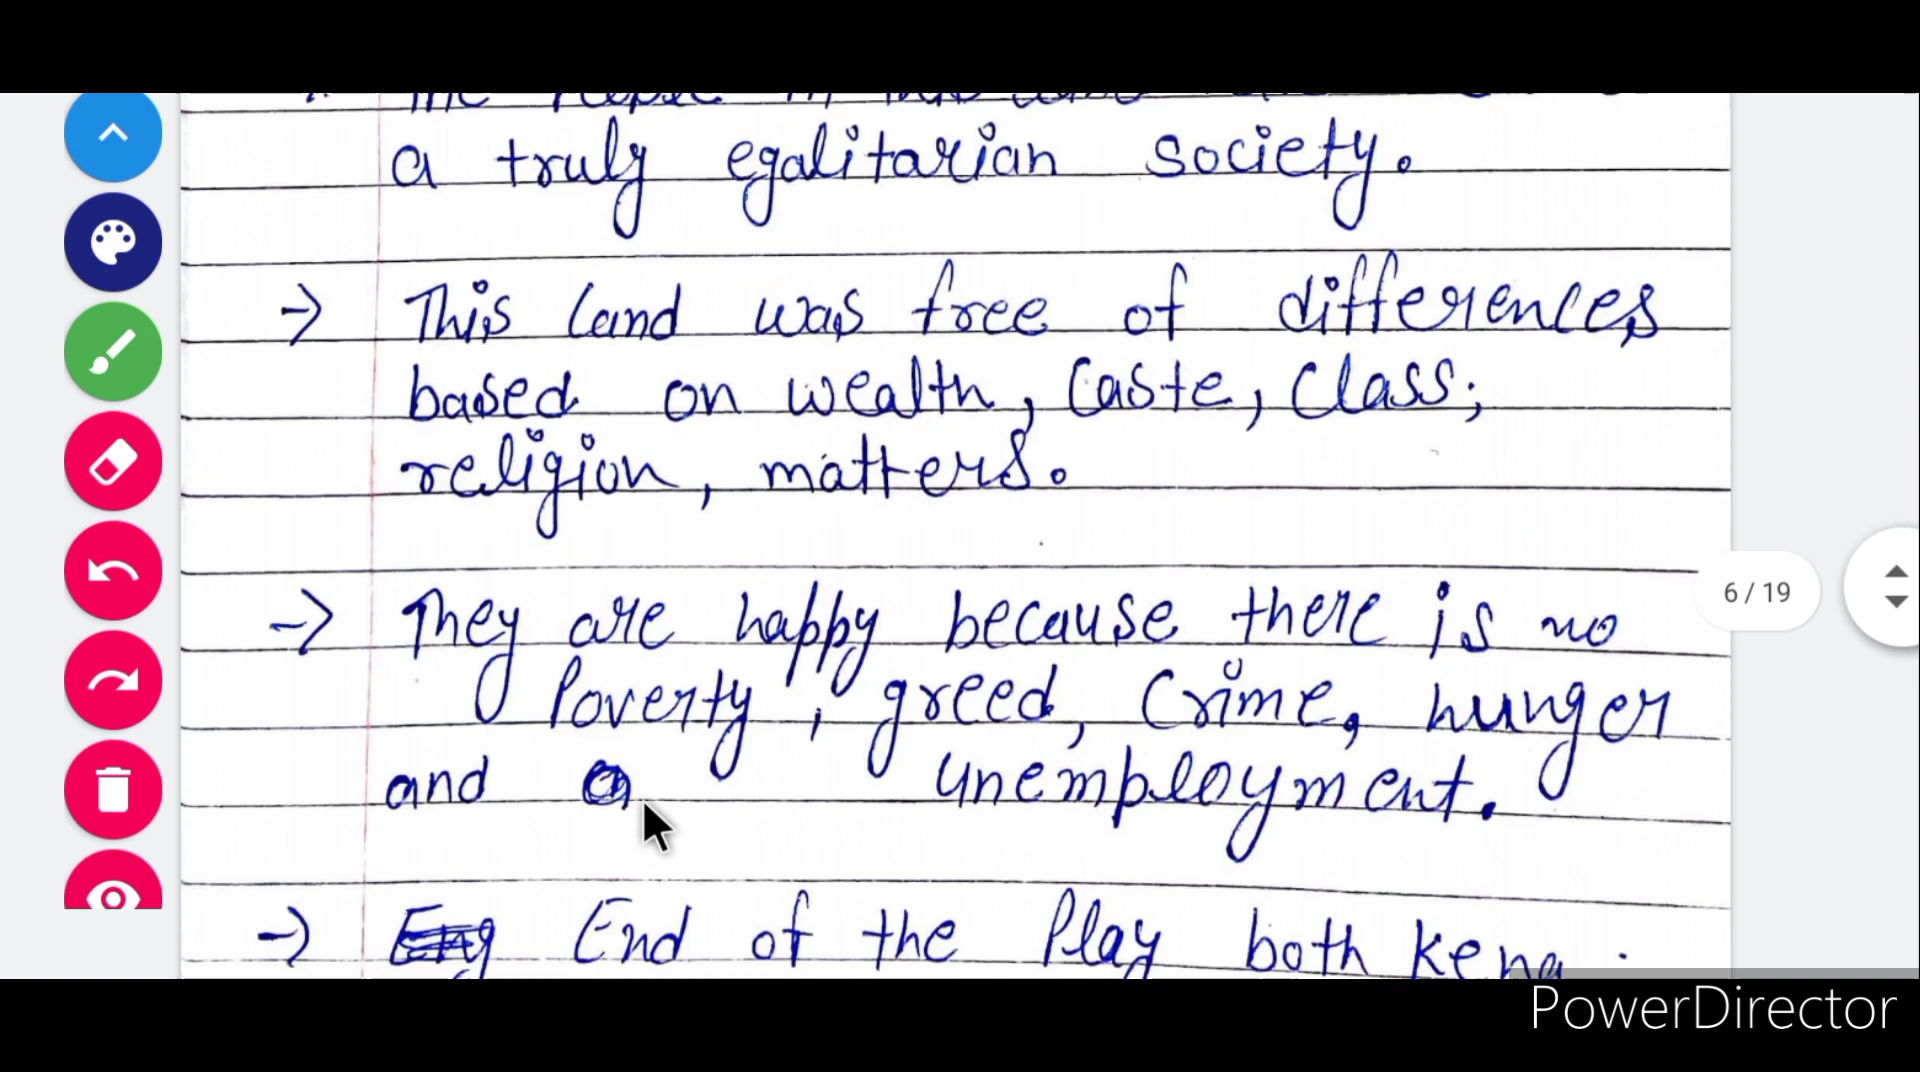 a truly egalitarian society.
→ This land was free of differences
based on wealth, Caste, Class,
religion, matters.
→ They are happy because there is no
Poverty, greed, Crime, hunger
and unemployment.
→ End of the Play both Kena
6 / 19
PowerDirector